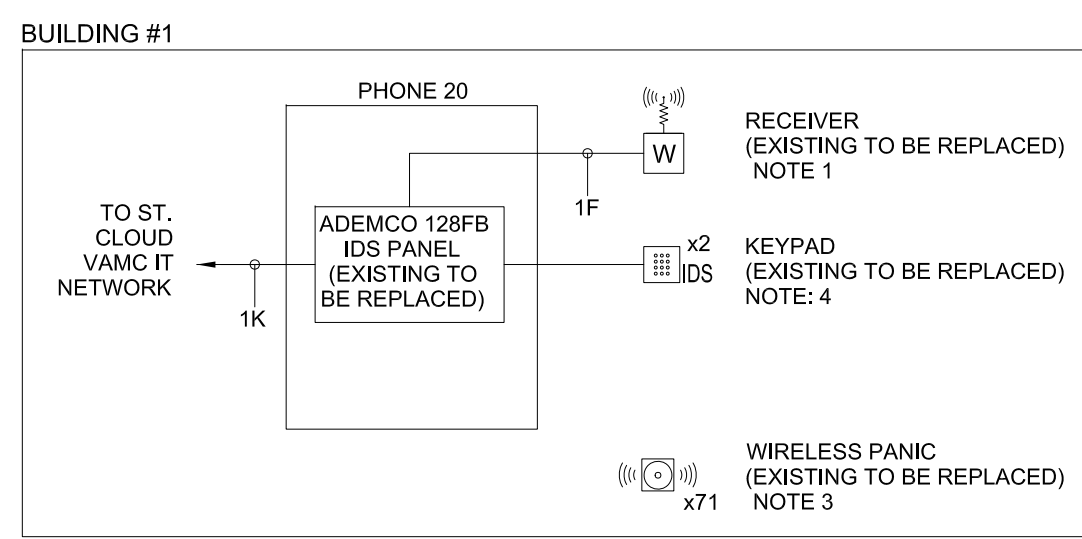 BUILDING #1
PHONE 20
RECEIVER
(EXISTING TO BE REPLACED)
NOTE 1
W
1F
TO ST.
CLOUD
VAMC IT
NETWORK
1K
ADEMCO 128FB
IDS PANEL
(EXISTING TO
BE REPLACED)
x2
IDS
KEYPAD
(EXISTING TO BE REPLACED)
NOTE: 4
WIRELESS PANIC
(EXISTING TO BE REPLACED)
NOTE 3
x71